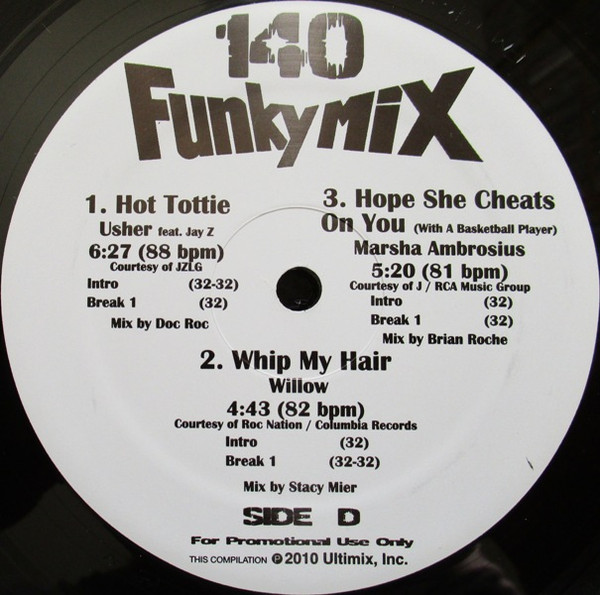 140
Funkymix
1. Hot Tottie
Usher feat. Jay Z
6:27 (88 bpm)
Courtesy of JZLG
Intro (32-32)
Break 1 (32)
Mix by Doc Roc
3. Hope She Cheats
On You (With A Basketball Player)
Marsha Ambrosius
5:20 (81 bpm)
Courtesy of J / RCA Music Group
Intro (32)
Break 1 (32)
Mix by Brian Roche
2. Whip My Hair
Willow
4:43 (82 bpm)
Courtesy of Roc Nation / Columbia Records
Intro (32)
Break 1 (32-32)
Mix by Stacy Mier
SIDE D
For Promotional Use Only
THIS COMPILATION ℗ 2010 Ultimix, Inc.